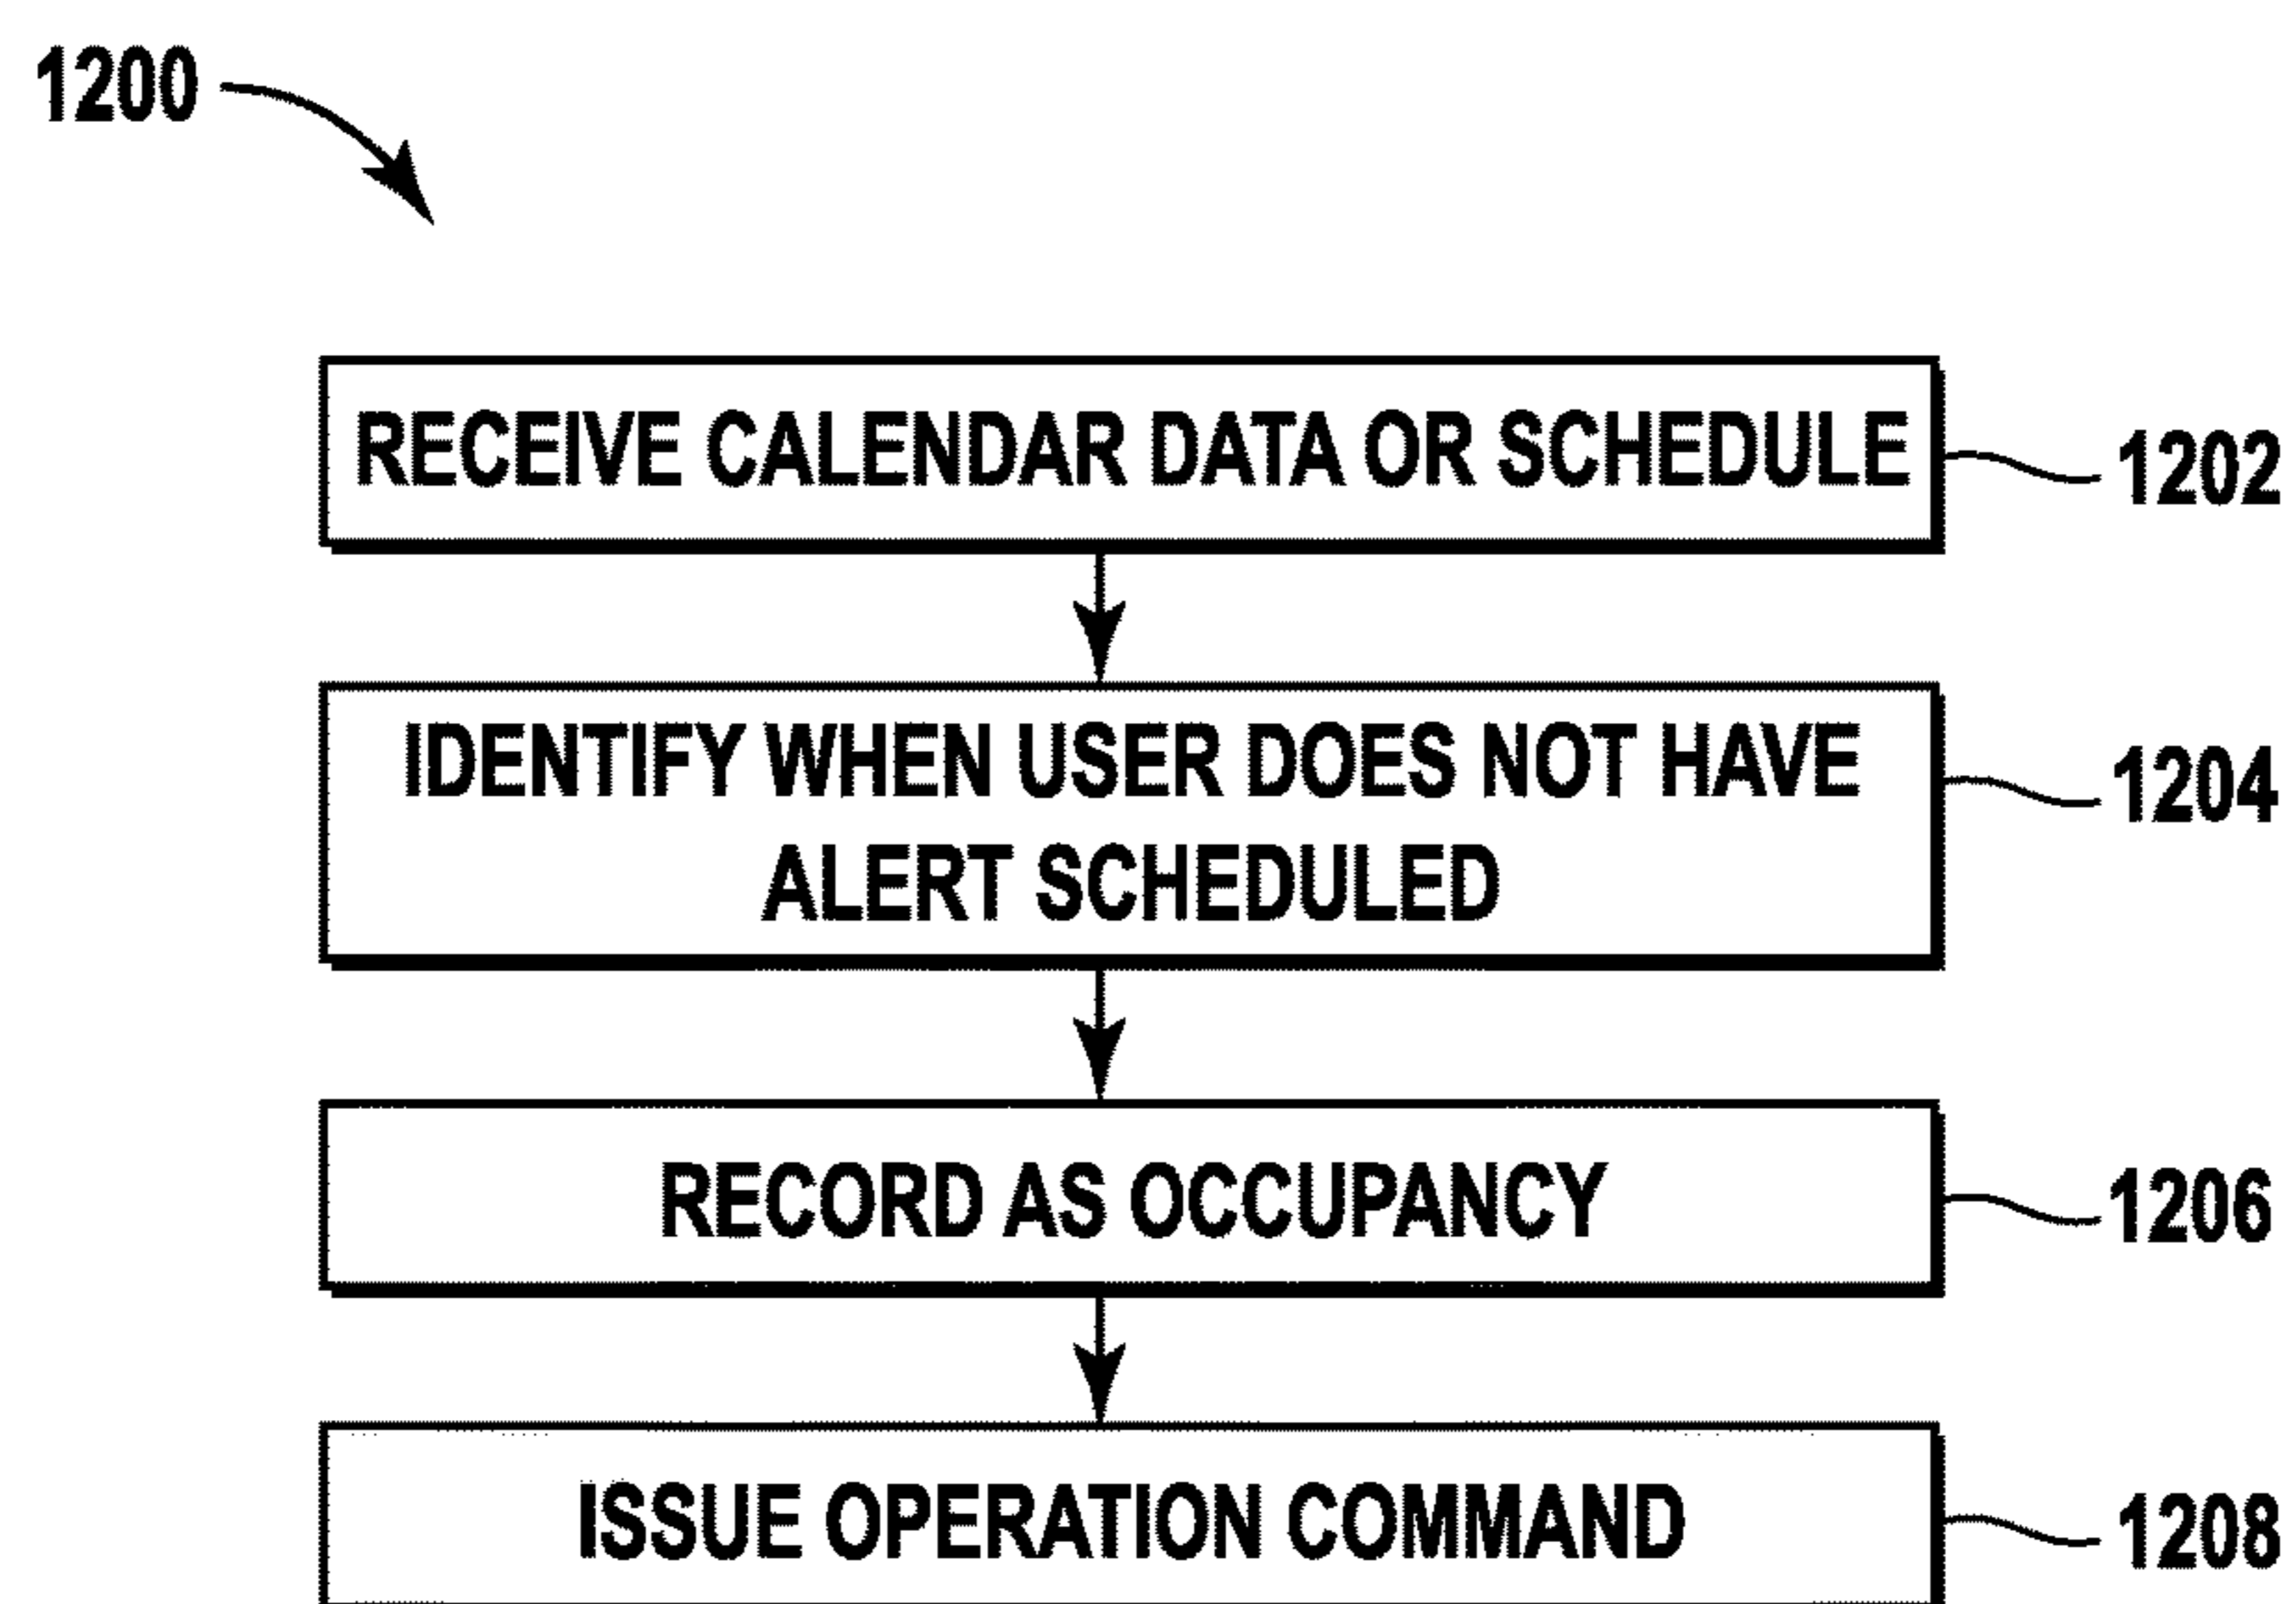 1200
RECEIVE CALENDAR DATA OR SCHEDULE
1202
IDENTIFY WHEN USER DOES NOT HAVE
ALERT SCHEDULED
1204
RECORD AS OCCUPANCY
1206
ISSUE OPERATION COMMAND
1208